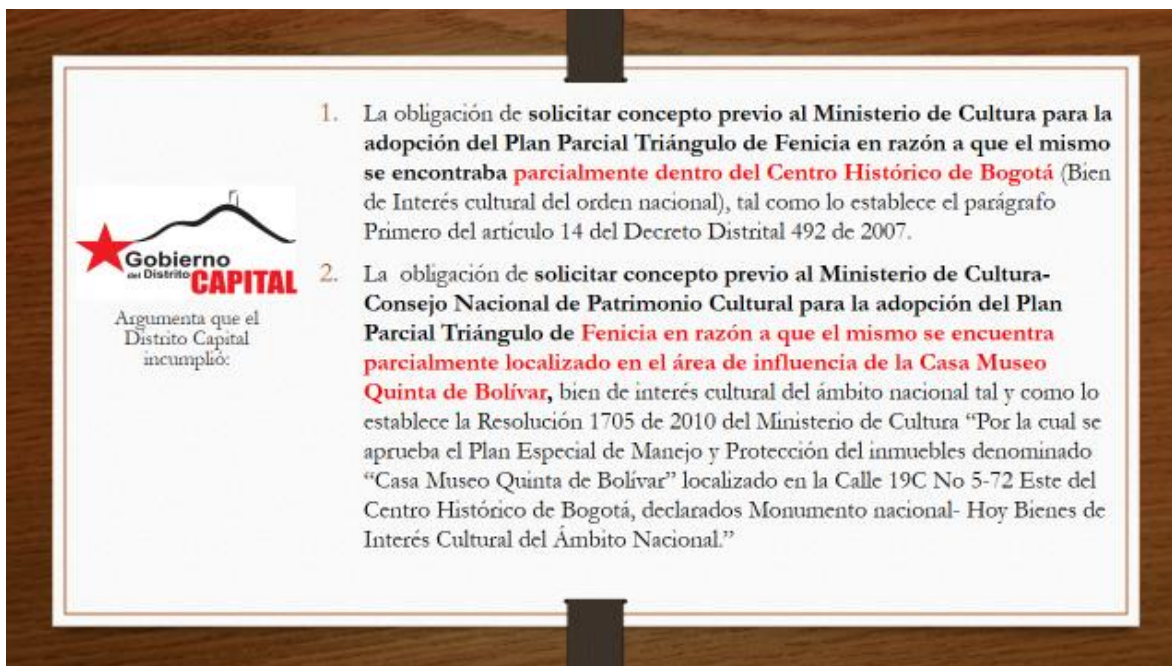 1. La obligación de solicitar concepto previo al Ministerio de Cultura para la
adopción del Plan Parcial Triángulo de Fenicia en razón a que el mismo
se encontraba parcialmente dentro del Centro Histórico de Bogotá (Bien
de Interés cultural del orden nacional), tal como lo establece el parágrafo
Primero del artículo 14 del Decreto Distrital 492 de 2007.
Gobierno
del Distrito CAPITAL
Argumenta que el
Distrito Capital
incumplió:
2. La obligación de solicitar concepto previo al Ministerio de Cultura-
Consejo Nacional de Patrimonio Cultural para la adopción del Plan
Parcial Triángulo de Fenicia en razón a que el mismo se encuentra
parcialmente localizado en el área de influencia de la Casa Museo
Quinta de Bolívar, bien de interés cultural del ámbito nacional tal y como lo
establece la Resolución 1705 de 2010 del Ministerio de Cultura “Por la cual se
aprueba el Plan Especial de Manejo y Protección del inmuebles denominado
“Casa Museo Quinta de Bolívar” localizado en la Calle 19C No 5-72 Este del
Centro Histórico de Bogotá, declarados Monumento nacional- Hoy Bienes de
Interés Cultural del Ámbito Nacional.”